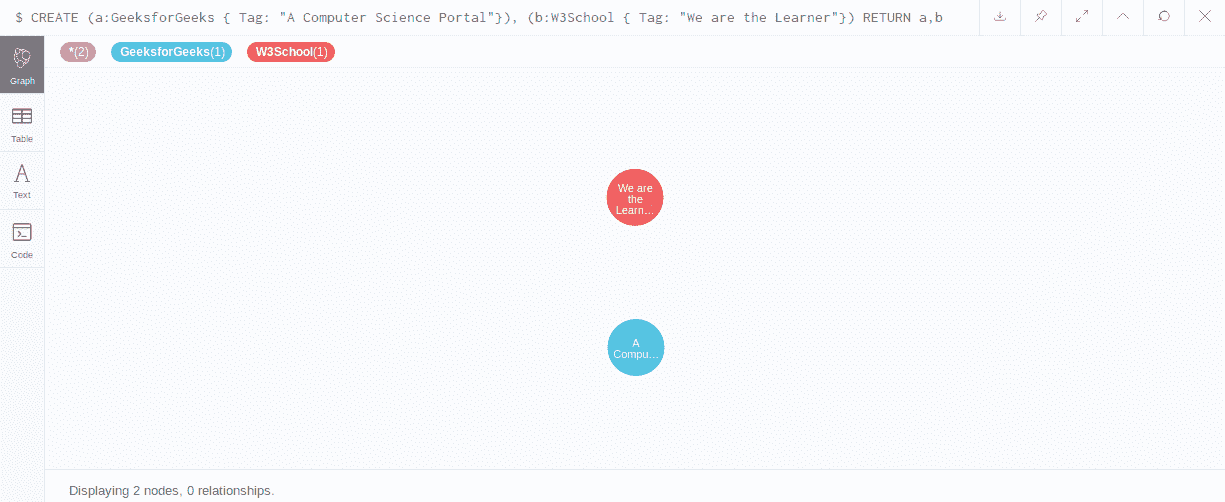 $ CREATE (a:GeeksforGeeks { Tag: "A Computer Science Portal"}), (b:W3School { Tag: "We are the Learner"}) RETURN a,b
*(2) GeeksforGeeks(1) W3School(1)
Graph
Table
A
Text
Code
We are
the
Learn…
A
Compu…
Displaying 2 nodes, 0 relationships.